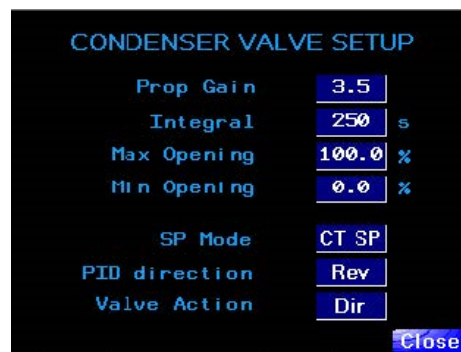 CONDENSER VALVE SETUP
Prop Gain 3.5
Integral 250 s
Max Opening 100.0 %
Min Opening 0.0 %
SP Mode CT SP
PID direction Rev
Valve Action Dir
Close